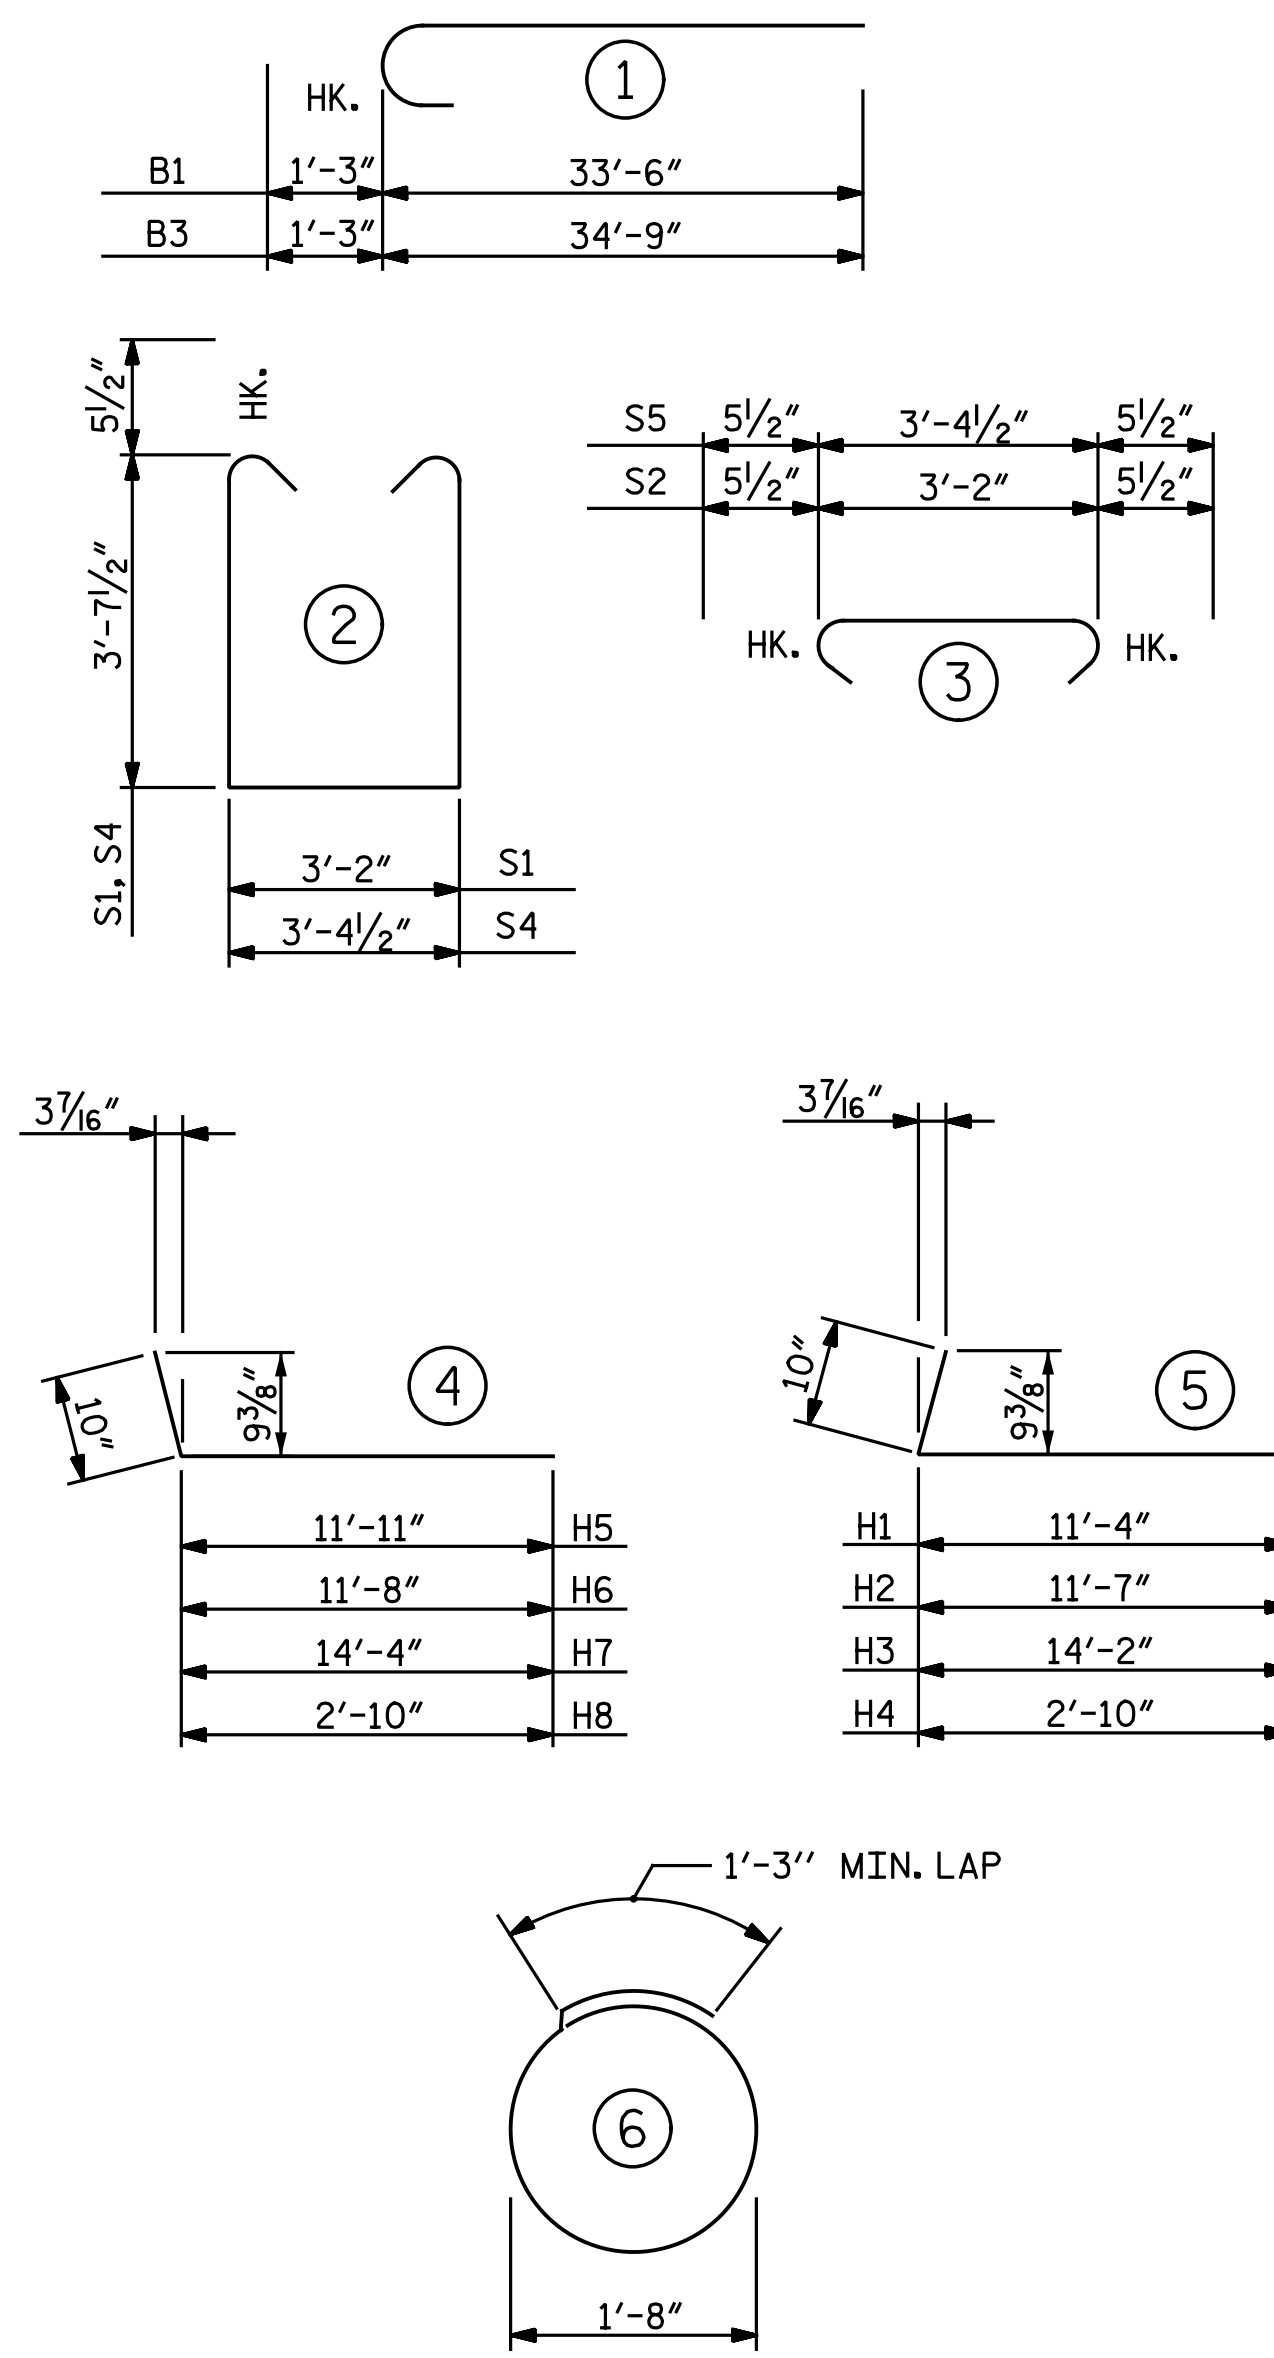 1
HK.
B1 1'-3" 33'-6"
B3 1'-3" 34'-9"
5½"
HK.
3'-7½"
2
S1, S4
3'-2" S1
3'-4½" S4
S5 5½" 3'-4½" 5½"
S2 5½" 3'-2" 5½"
HK. HK.
3
3⁷⁄₁₆"
10"
9⅜"
4
11'-11" H5
11'-8" H6
14'-4" H7
2'-10" H8
3⁷⁄₁₆"
10"
9⅜"
5
H1 11'-4"
H2 11'-7"
H3 14'-2"
H4 2'-10"
1'-3'' MIN. LAP
6
1'-8"